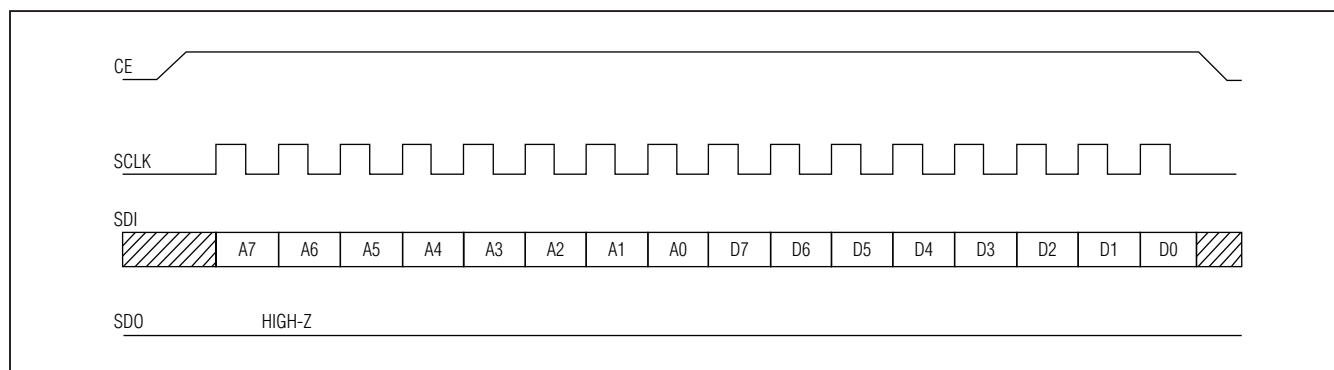 CE
SCLK
SDI
A7 A6 A5 A4 A3 A2 A1 A0 D7 D6 D5 D4 D3 D2 D1 D0
SDO HIGH-Z